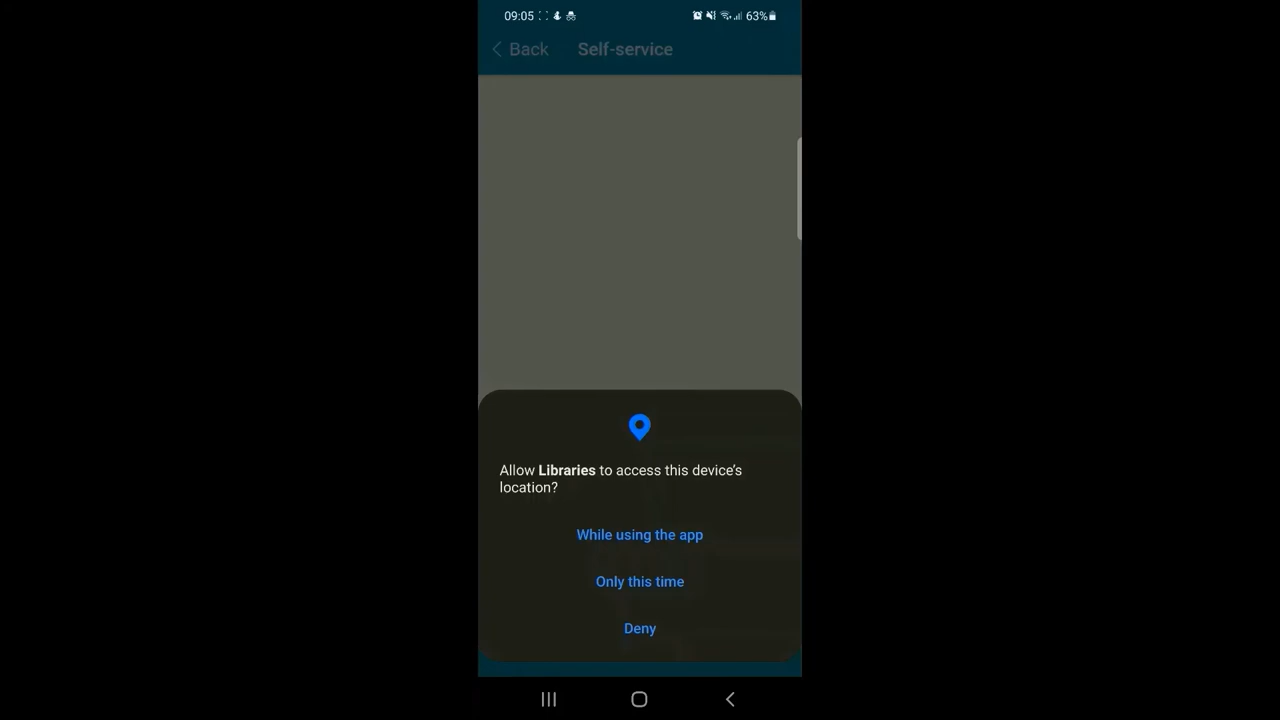 09:05 63%
Back Self-service
Allow Libraries to access this device's
location?
While using the app
Only this time
Deny